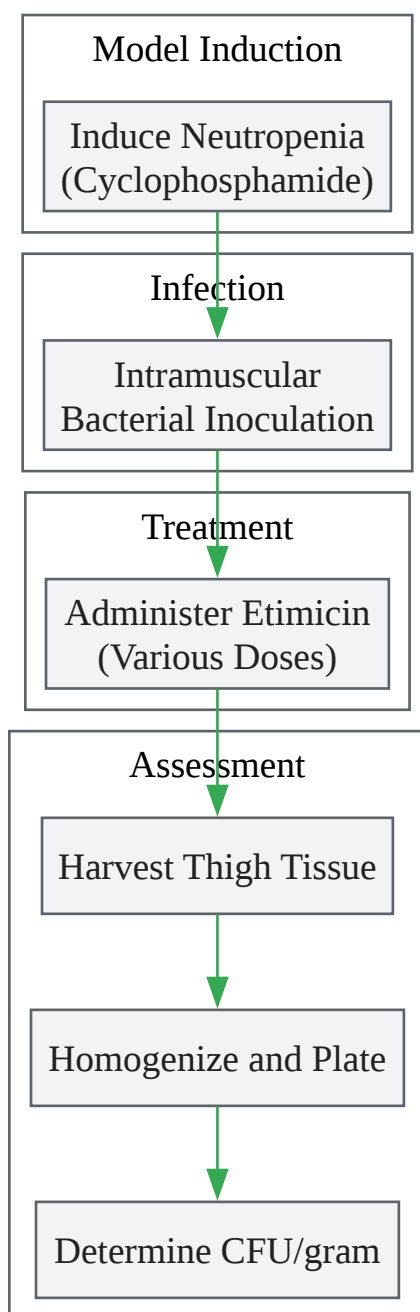 Model Induction
Induce Neutropenia
(Cyclophosphamide)
Infection
Intramuscular
Bacterial Inoculation
Treatment
Administer Etimicin
(Various Doses)
Assessment
Harvest Thigh Tissue
Homogenize and Plate
Determine CFU/gram